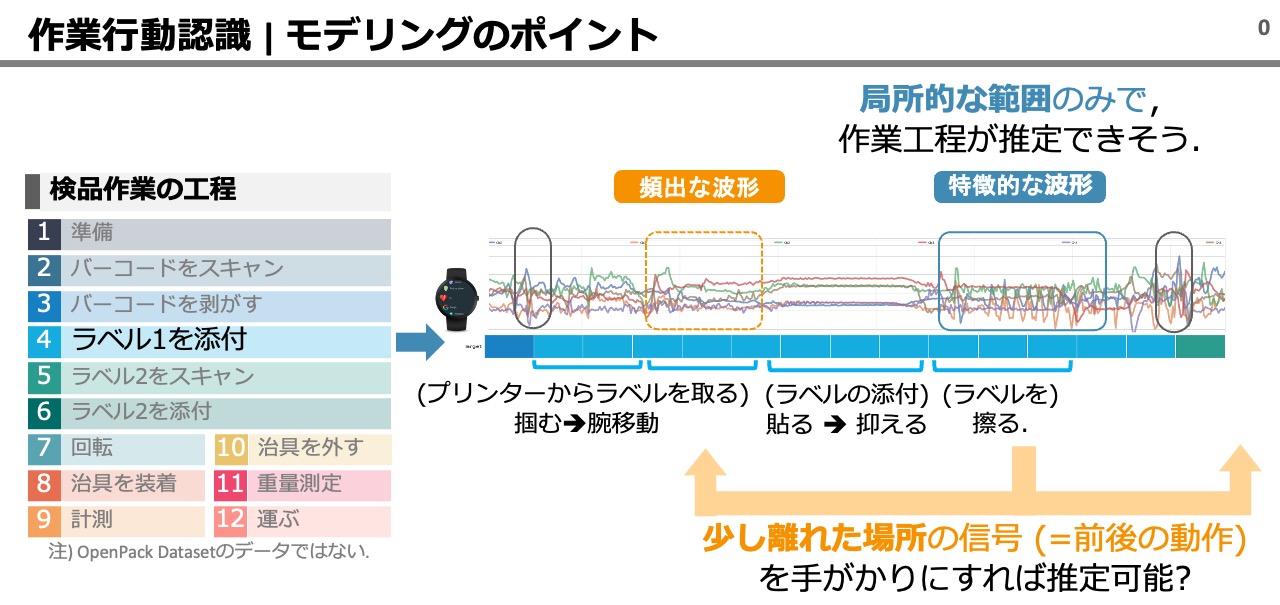 作業行動認識 | モデリングのポイント
0
局所的な範囲のみで,
作業工程が推定できそう.
検品作業の工程
1 準備
2 バーコードをスキャン
3 バーコードを剥がす
4 ラベル1を添付
5 ラベル2をスキャン
6 ラベル2を添付
7 回転
10 治具を外す
8 治具を装着
11 重量測定
9 計測
12 運ぶ
注) OpenPack Datasetのデータではない.
頻出な波形
特徴的な波形
(プリンターからラベルを取る)
掴む➔腕移動
(ラベルの添付)
貼る ➔ 抑える
(ラベルを)
擦る.
少し離れた場所の信号 (=前後の動作)
を手がかりにすれば推定可能?